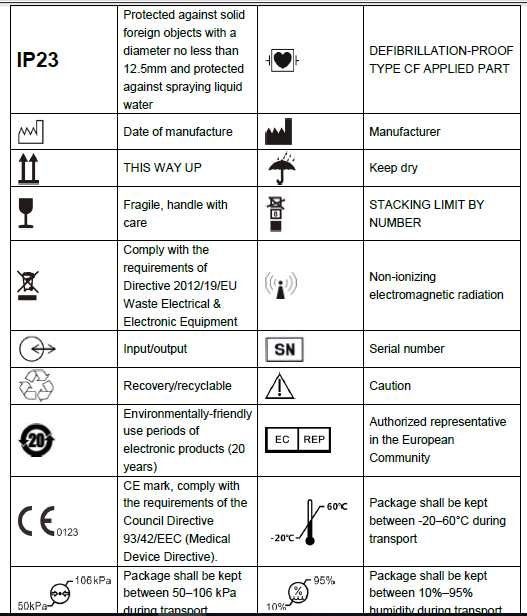 IP23
Protected against solid
foreign objects with a
diameter no less than
12.5mm and protected
against spraying liquid
water
DEFIBRILLATION-PROOF
TYPE CF APPLIED PART
Date of manufacture
Manufacturer
THIS WAY UP
Keep dry
Fragile, handle with
care
8
STACKING LIMIT BY
NUMBER
Comply with the
requirements of
Directive 2012/19/EU
Waste Electrical &
Electronic Equipment
Non-ionizing
electromagnetic radiation
Input/output
SN
Serial number
Recovery/recyclable
Caution
20
Environmentally-friendly
use periods of
electronic products (20
years)
EC REP
Authorized representative
in the European
Community
CE 0123
CE mark, comply with
the requirements of the
Council Directive
93/42/EEC (Medical
Device Directive).
60℃
-20℃
Package shall be kept
between -20–60°C during
transport
106kPa
50kPa
Package shall be kept
between 50–106 kPa
during transport
95%
10%
%
Package shall be kept
between 10%–95%
humidity during transport